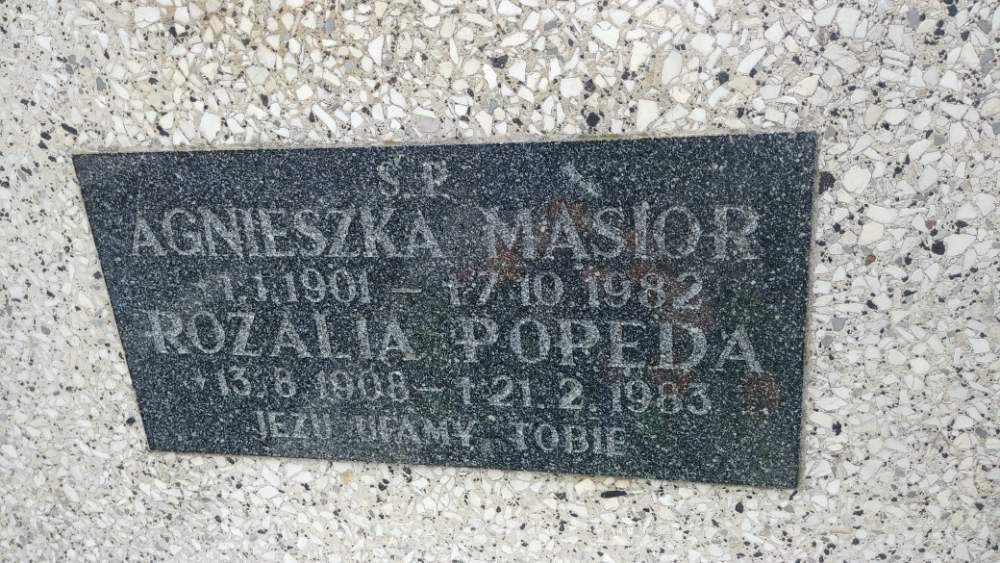 Ś.P.
AGNIESZKA MASIOR
*1.1.1901 – †7.10.1982
ROZALIA POPEDA
*13.8.1908 – †21.2.1983
JEZU UFAMY TOBIE